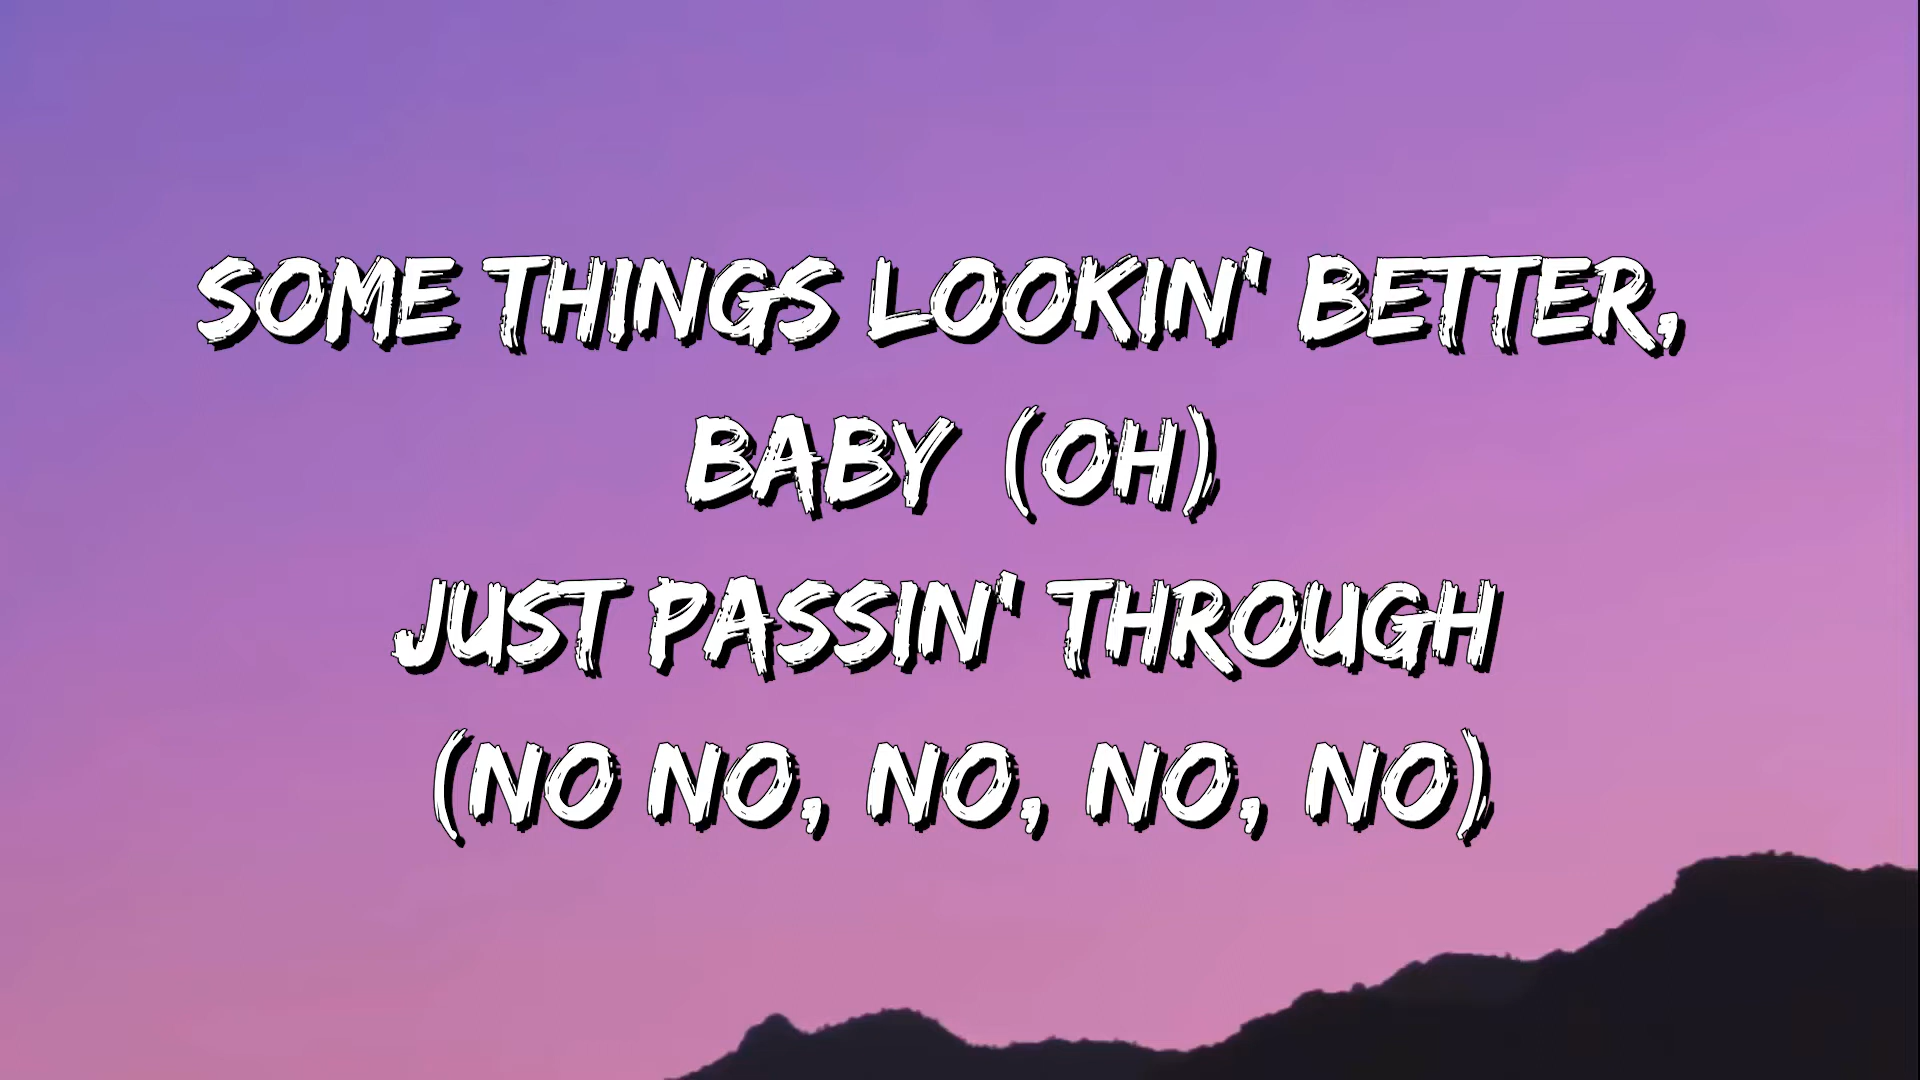 SOME THINGS LOOKIN' BETTER,
BABY (OH)
JUST PASSIN' THROUGH
(NO NO, NO, NO, NO)